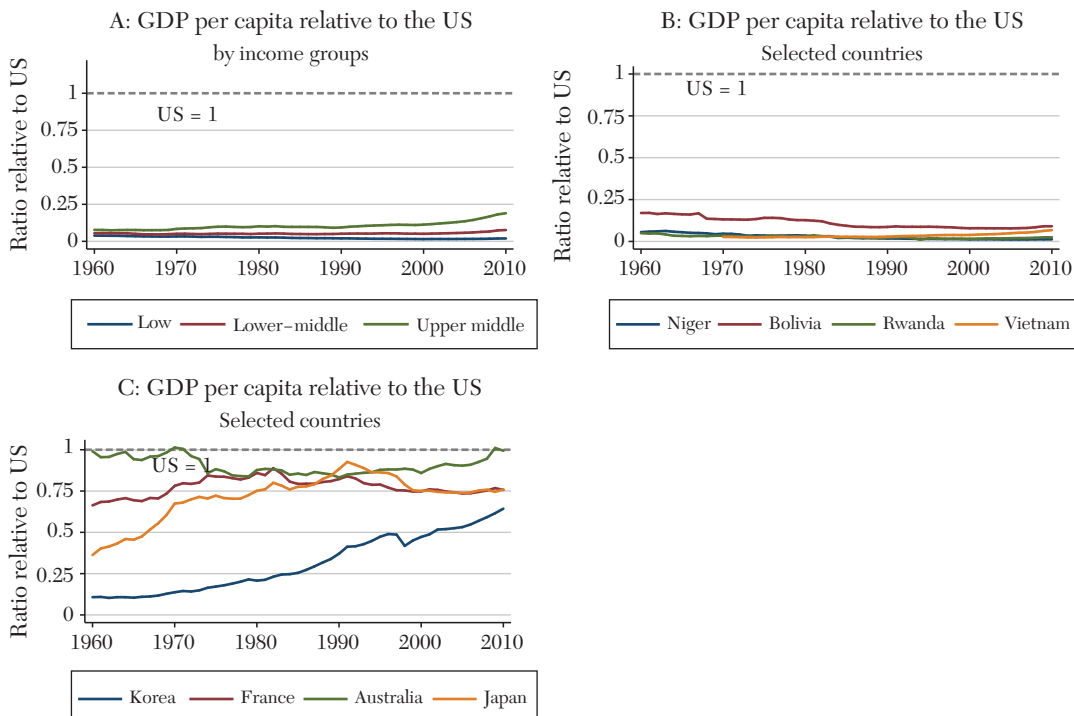 A: GDP per capita relative to the US
by income groups
Ratio relative to US
1
0.75
0.5
0.25
0
US = 1
1960 1970 1980 1990 2000 2010
Low Lower–middle Upper middle
B: GDP per capita relative to the US
Selected countries
Ratio relative to US
1
0.75
0.5
0.25
0
US = 1
1960 1970 1980 1990 2000 2010
Niger Bolivia Rwanda Vietnam
C: GDP per capita relative to the US
Selected countries
Ratio relative to US
1
0.75
0.5
0.25
0
US = 1
1960 1970 1980 1990 2000 2010
Korea France Australia Japan